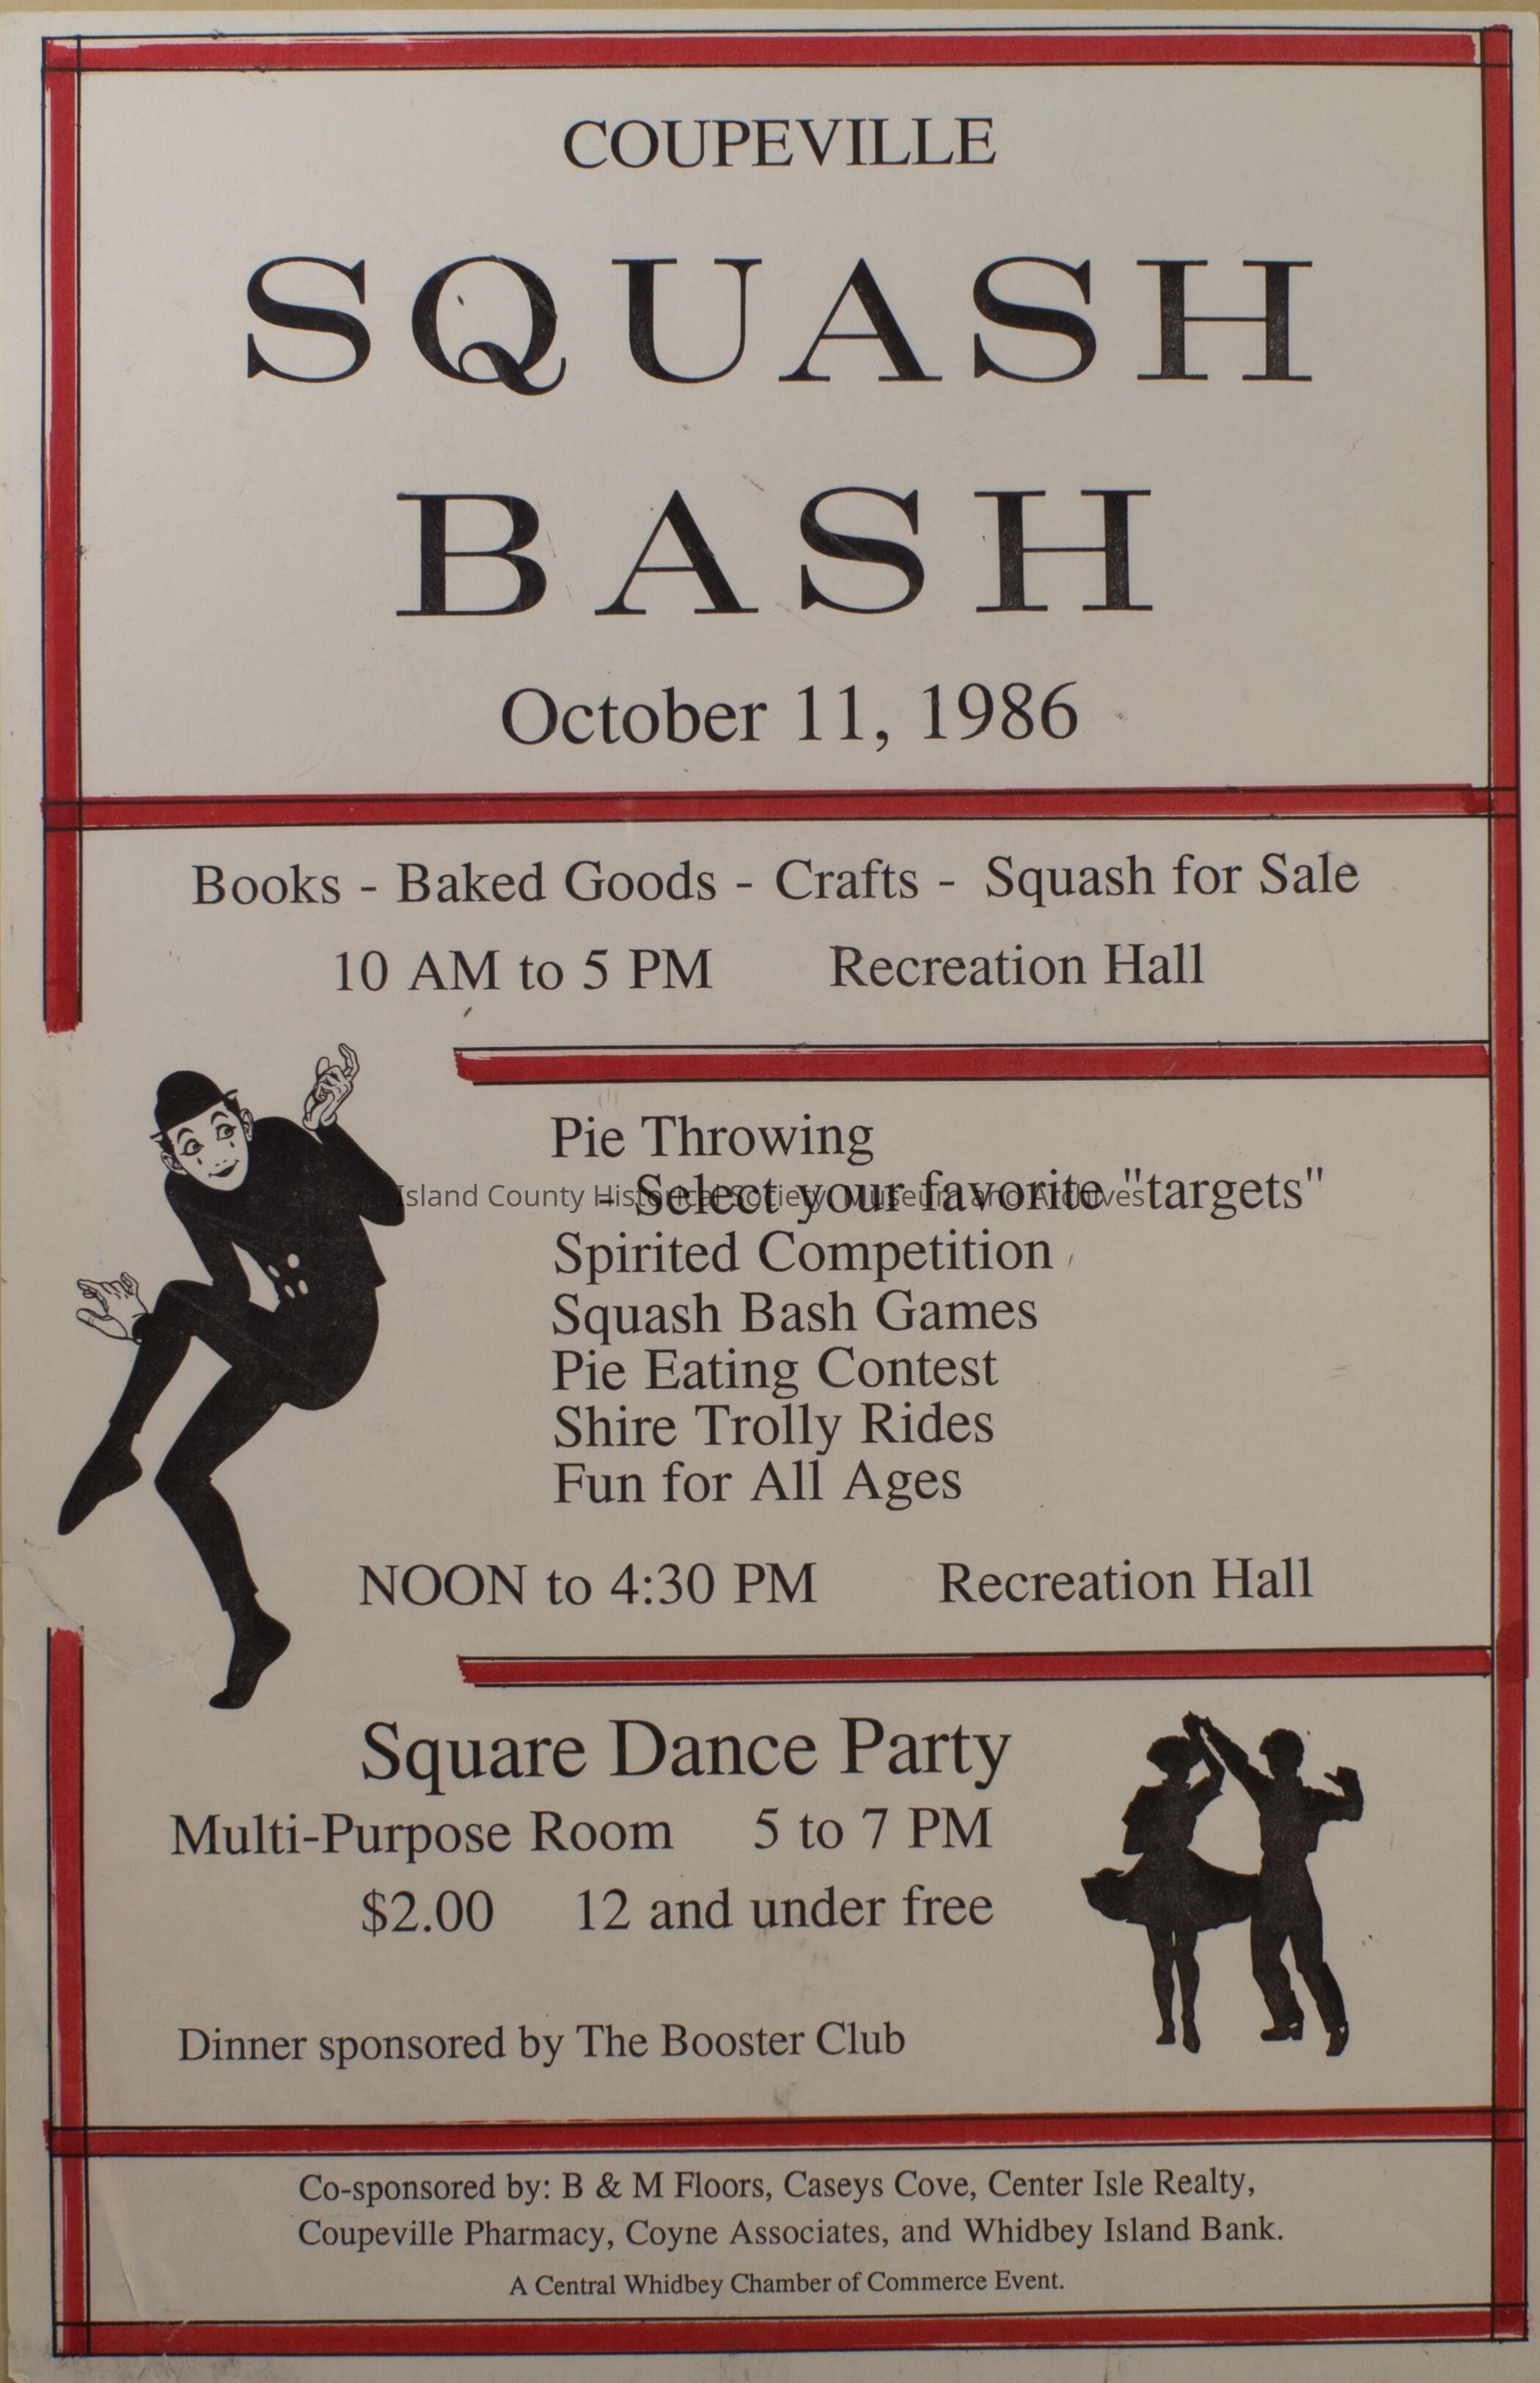 COUPEVILLE
SQUASH
BASH
October 11, 1986
Books - Baked Goods - Crafts - Squash for Sale
10 AM to 5 PM Recreation Hall
Pie Throwing
- Select your favorite "targets"
Island County Historical Society, Museum and Archives
Spirited Competition
Squash Bash Games
Pie Eating Contest
Shire Trolly Rides
Fun for All Ages
NOON to 4:30 PM Recreation Hall
Square Dance Party
Multi-Purpose Room 5 to 7 PM
$2.00 12 and under free
Dinner sponsored by The Booster Club
Co-sponsored by: B & M Floors, Caseys Cove, Center Isle Realty,
Coupeville Pharmacy, Coyne Associates, and Whidbey Island Bank.
A Central Whidbey Chamber of Commerce Event.